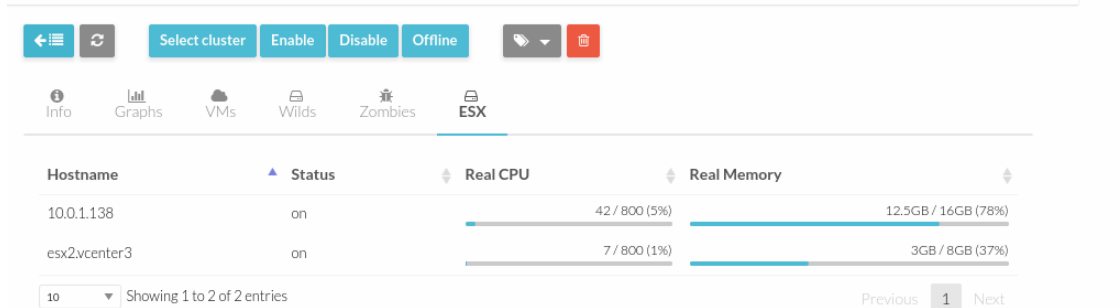 Select cluster Enable Disable Offline
Info Graphs VMs Wilds Zombies ESX
Hostname Status Real CPU Real Memory
10.0.1.138 on 42 / 800 (5%) 12.5GB / 16GB (78%)
esx2.vcenter3 on 7 / 800 (1%) 3GB / 8GB (37%)
10 Showing 1 to 2 of 2 entries Previous 1 Next